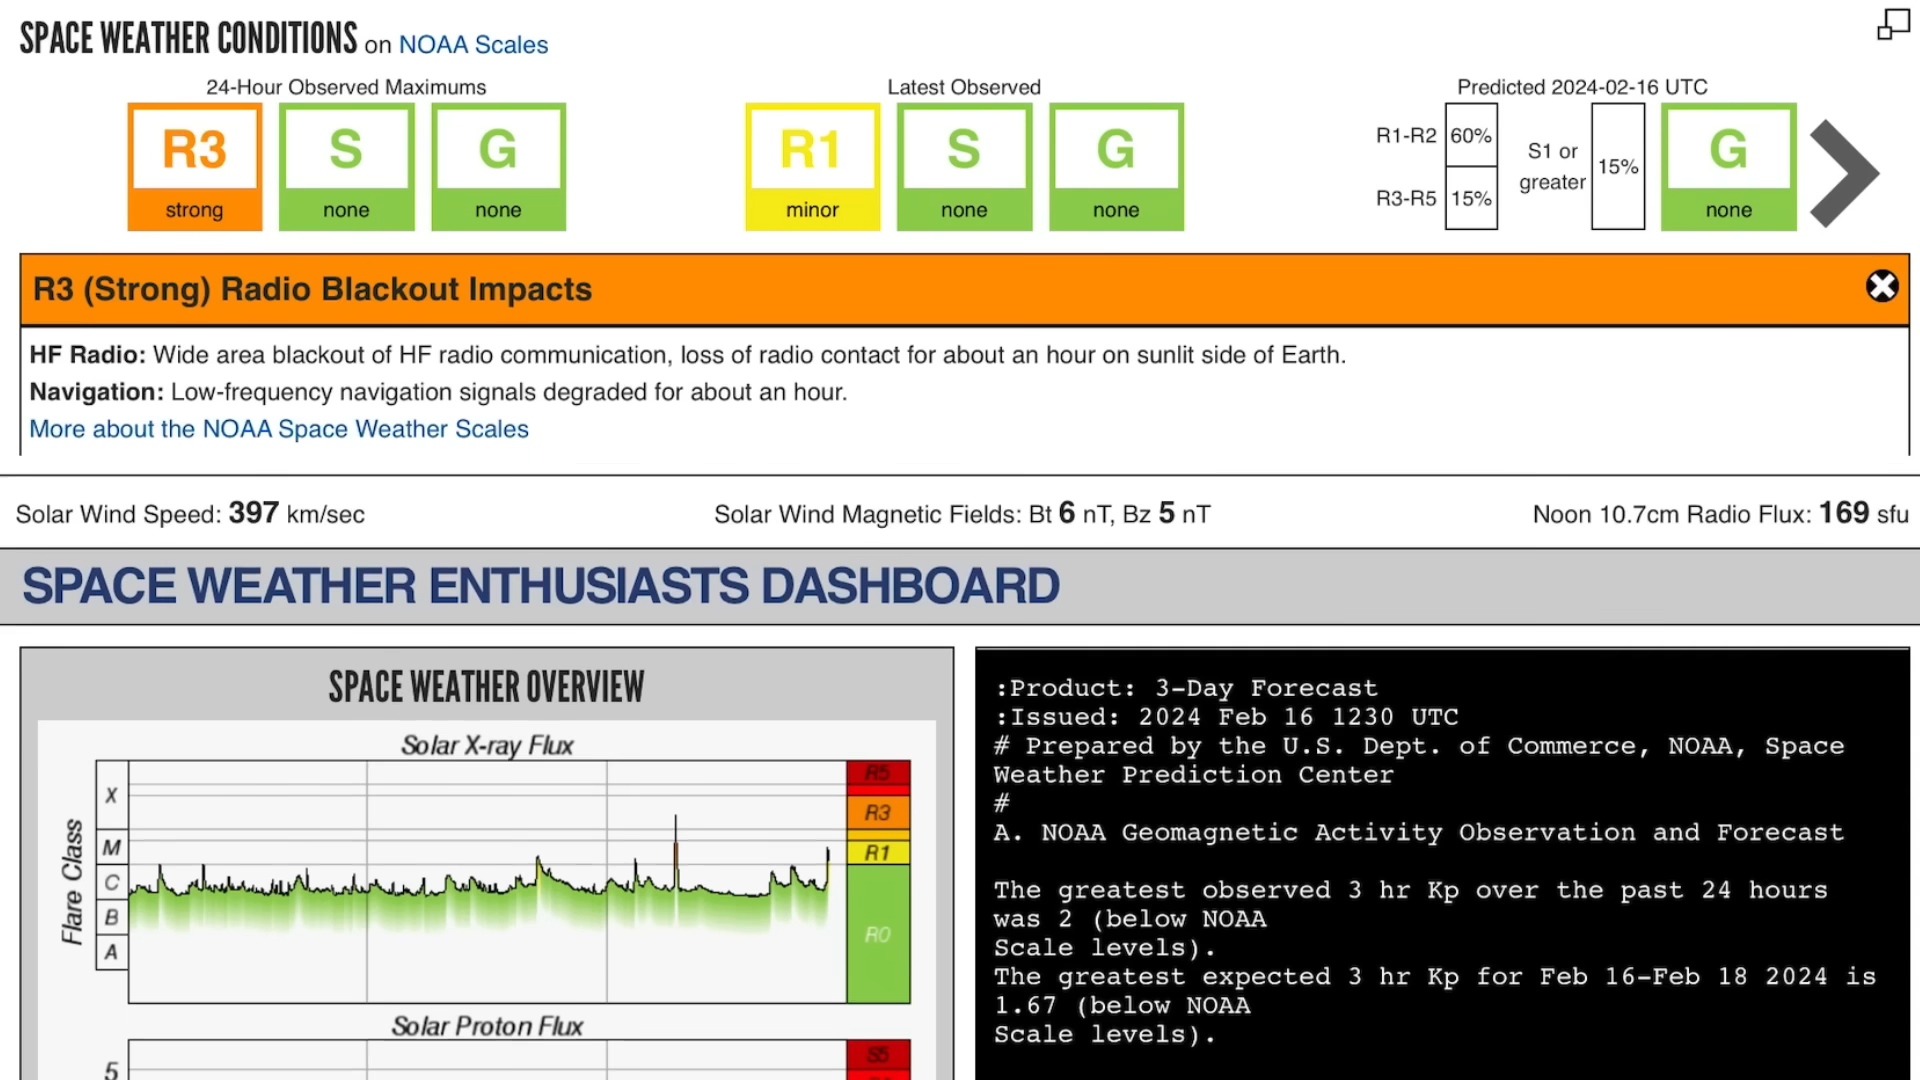 SPACE WEATHER CONDITIONS on NOAA Scales
24-Hour Observed Maximums
R3
strong
S
none
G
none
Latest Observed
R1
minor
S
none
G
none
Predicted 2024-02-16 UTC
R1-R2 60%
R3-R5 15%
S1 or
greater
15%
G
none
R3 (Strong) Radio Blackout Impacts
HF Radio: Wide area blackout of HF radio communication, loss of radio contact for about an hour on sunlit side of Earth.
Navigation: Low-frequency navigation signals degraded for about an hour.
More about the NOAA Space Weather Scales
Solar Wind Speed: 397 km/sec
Solar Wind Magnetic Fields: Bt 6 nT, Bz 5 nT
Noon 10.7cm Radio Flux: 169 sfu
SPACE WEATHER ENTHUSIASTS DASHBOARD
SPACE WEATHER OVERVIEW
Solar X-ray Flux
Flare Class
X
M
C
B
A
R5
R3
R1
R0
Solar Proton Flux
5
S5
:Product: 3-Day Forecast
:Issued: 2024 Feb 16 1230 UTC
# Prepared by the U.S. Dept. of Commerce, NOAA, Space
Weather Prediction Center
#
A. NOAA Geomagnetic Activity Observation and Forecast
The greatest observed 3 hr Kp over the past 24 hours
was 2 (below NOAA
Scale levels).
The greatest expected 3 hr Kp for Feb 16-Feb 18 2024 is
1.67 (below NOAA
Scale levels).